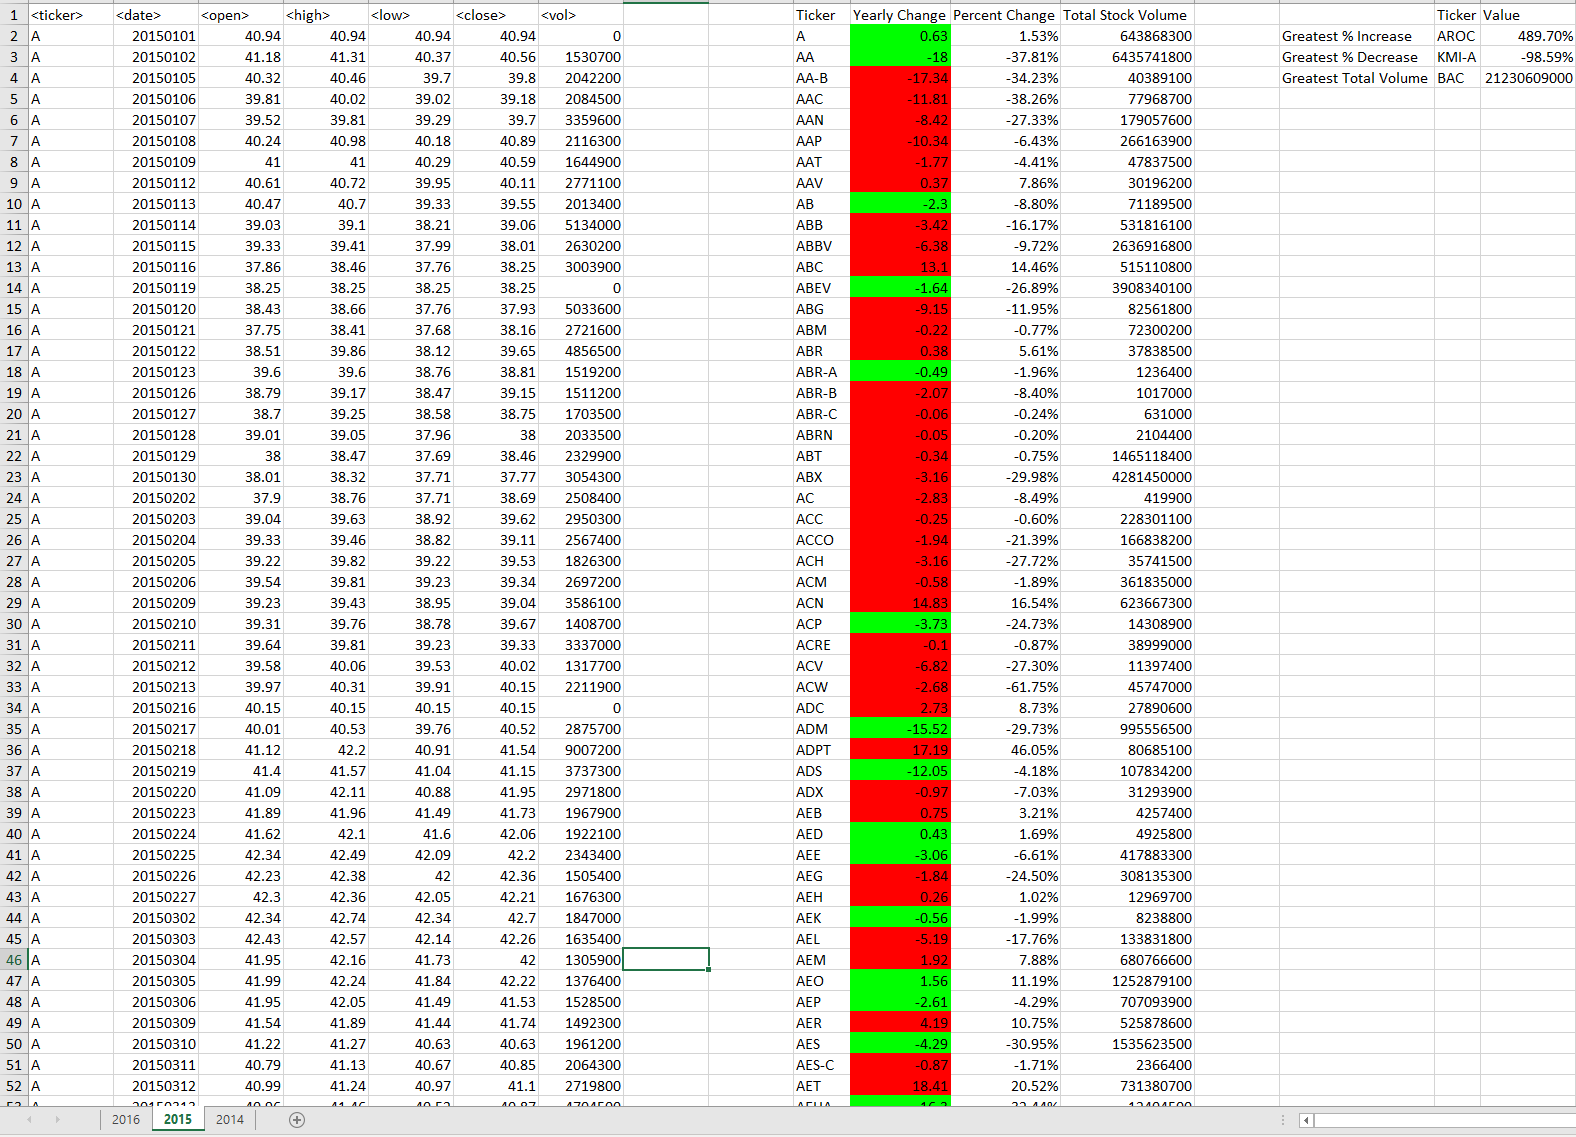 1 <ticker> <date> <open> <high> <low> <close> <vol> Ticker Yearly Change Percent Change Total Stock Volume Ticker Value
2 A 20150101 40.94 40.94 40.94 40.94 0 A 0.63 1.53% 643868300 Greatest % Increase AROC 489.70%
3 A 20150102 41.18 41.31 40.37 40.56 1530700 AA -18 -37.81% 6435741800 Greatest % Decrease KMI-A -98.59%
4 A 20150105 40.32 40.46 39.7 39.8 2042200 AA-B -17.34 -34.23% 40389100 Greatest Total Volume BAC 21230609000
5 A 20150106 39.81 40.02 39.02 39.18 2084500 AAC -11.81 -38.26% 77968700
6 A 20150107 39.52 39.81 39.29 39.7 3359600 AAN -8.42 -27.33% 179057600
7 A 20150108 40.24 40.98 40.18 40.89 2116300 AAP -10.34 -6.43% 266163900
8 A 20150109 41 41 40.29 40.59 1644900 AAT -1.77 -4.41% 47837500
9 A 20150112 40.61 40.72 39.95 40.11 2771100 AAV 0.37 7.86% 30196200
10 A 20150113 40.47 40.7 39.33 39.55 2013400 AB -2.3 -8.80% 71189500
11 A 20150114 39.03 39.1 38.21 39.06 5134000 ABB -3.42 -16.17% 531816100
12 A 20150115 39.33 39.41 37.99 38.01 2630200 ABBV -6.38 -9.72% 2636916800
13 A 20150116 37.86 38.46 37.76 38.25 3003900 ABC 13.1 14.46% 515110800
14 A 20150119 38.25 38.25 38.25 38.25 0 ABEV -1.64 -26.89% 3908340100
15 A 20150120 38.43 38.66 37.76 37.93 5033600 ABG -9.15 -11.95% 82561800
16 A 20150121 37.75 38.41 37.68 38.16 2721600 ABM -0.22 -0.77% 72300200
17 A 20150122 38.51 39.86 38.12 39.65 4856500 ABR 0.38 5.61% 37838500
18 A 20150123 39.6 39.6 38.76 38.81 1519200 ABR-A -0.49 -1.96% 1236400
19 A 20150126 38.79 39.17 38.47 39.15 1511200 ABR-B -2.07 -8.40% 1017000
20 A 20150127 38.7 39.25 38.58 38.75 1703500 ABR-C -0.06 -0.24% 631000
21 A 20150128 39.01 39.05 37.96 38 2033500 ABRN -0.05 -0.20% 2104400
22 A 20150129 38 38.47 37.69 38.46 2329900 ABT -0.34 -0.75% 1465118400
23 A 20150130 38.01 38.32 37.71 37.77 3054300 ABX -3.16 -29.98% 4281450000
24 A 20150202 37.9 38.76 37.71 38.69 2508400 AC -2.83 -8.49% 419900
25 A 20150203 39.04 39.63 38.92 39.62 2950300 ACC -0.25 -0.60% 228301100
26 A 20150204 39.33 39.46 38.82 39.11 2567400 ACCO -1.94 -21.39% 166838200
27 A 20150205 39.22 39.82 39.22 39.53 1826300 ACH -3.16 -27.72% 35741500
28 A 20150206 39.54 39.81 39.23 39.34 2697200 ACM -0.58 -1.89% 361835000
29 A 20150209 39.23 39.43 38.95 39.04 3586100 ACN 14.83 16.54% 623667300
30 A 20150210 39.31 39.76 38.78 39.67 1408700 ACP -3.73 -24.73% 14308900
31 A 20150211 39.64 39.81 39.23 39.33 3337000 ACRE -0.1 -0.87% 38999000
32 A 20150212 39.58 40.06 39.53 40.02 1317700 ACV -6.82 -27.30% 11397400
33 A 20150213 39.97 40.31 39.91 40.15 2211900 ACW -2.68 -61.75% 45747000
34 A 20150216 40.15 40.15 40.15 40.15 0 ADC 2.73 8.73% 27890600
35 A 20150217 40.01 40.53 39.76 40.52 2875700 ADM -15.52 -29.73% 995556500
36 A 20150218 41.12 42.2 40.91 41.54 9007200 ADPT 17.19 46.05% 80685100
37 A 20150219 41.4 41.57 41.04 41.15 3737300 ADS -12.05 -4.18% 107834200
38 A 20150220 41.09 42.11 40.88 41.95 2971800 ADX -0.97 -7.03% 31293900
39 A 20150223 41.89 41.96 41.49 41.73 1967900 AEB 0.75 3.21% 4257400
40 A 20150224 41.62 42.1 41.6 42.06 1922100 AED 0.43 1.69% 4925800
41 A 20150225 42.34 42.49 42.09 42.2 2343400 AEE -3.06 -6.61% 417883300
42 A 20150226 42.23 42.38 42 42.36 1505400 AEG -1.84 -24.50% 308135300
43 A 20150227 42.3 42.36 42.05 42.21 1676300 AEH 0.26 1.02% 12969700
44 A 20150302 42.34 42.74 42.34 42.7 1847000 AEK -0.56 -1.99% 8238800
45 A 20150303 42.43 42.57 42.14 42.26 1635400 AEL -5.19 -17.76% 133831800
46 A 20150304 41.95 42.16 41.73 42 1305900 AEM 1.92 7.88% 680766600
47 A 20150305 41.99 42.24 41.84 42.22 1376400 AEO 1.56 11.19% 1252879100
48 A 20150306 41.95 42.05 41.49 41.53 1528500 AEP -2.61 -4.29% 707093900
49 A 20150309 41.54 41.89 41.44 41.74 1492300 AER 4.19 10.75% 525878600
50 A 20150310 41.22 41.27 40.63 40.63 1961200 AES -4.29 -30.95% 1535623500
51 A 20150311 40.79 41.13 40.67 40.85 2064300 AES-C -0.87 -1.71% 2366400
52 A 20150312 40.99 41.24 40.97 41.1 2719800 AET 18.41 20.52% 731380700
2016 2015 2014